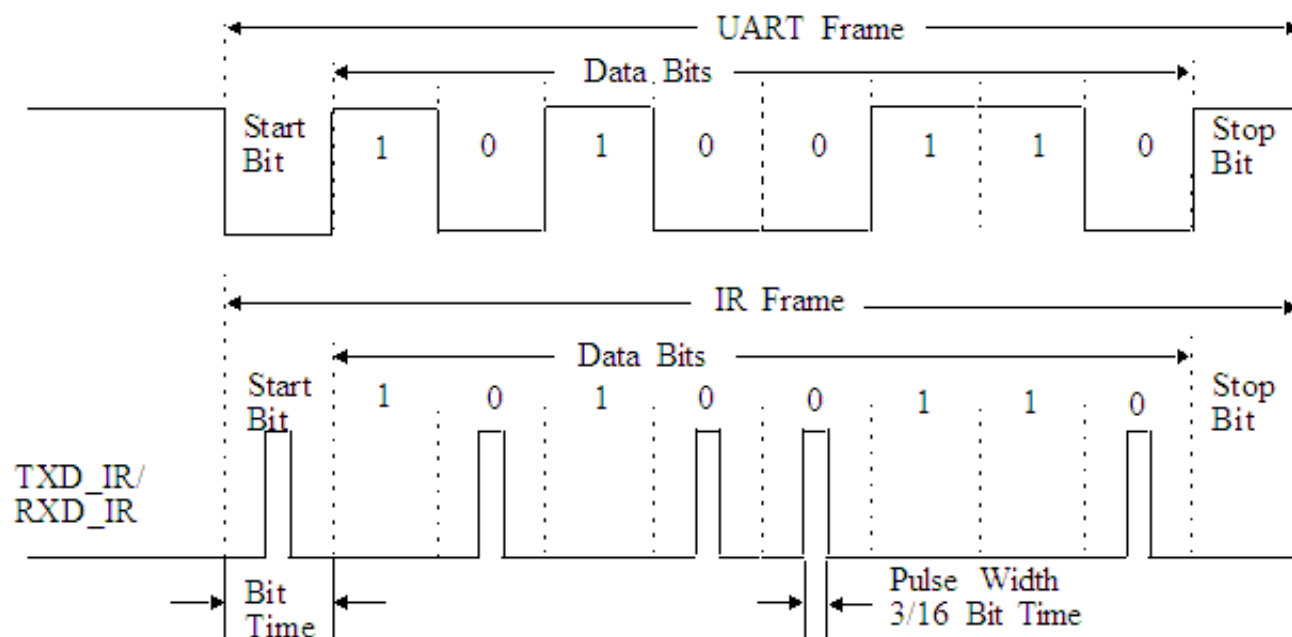 UART Frame
Data Bits
Start
Bit
1 0 1 0 0 1 1 0
Stop
Bit
IR Frame
Data Bits
Start
Bit
1 0 1 0 0 1 1 0
Stop
Bit
TXD_IR/
RXD_IR
Bit
Time
Pulse Width
3/16 Bit Time